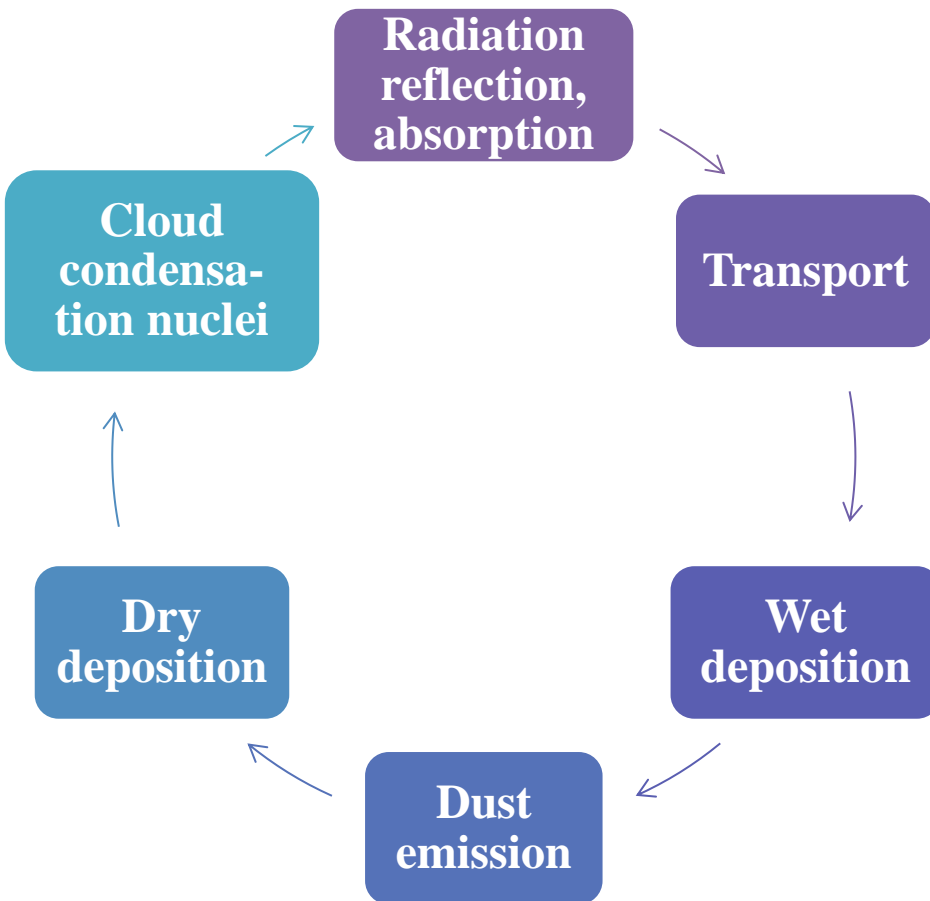 Radiation
reflection,
absorption
Transport
Wet
deposition
Dust
emission
Dry
deposition
Cloud
condensa-
tion nuclei